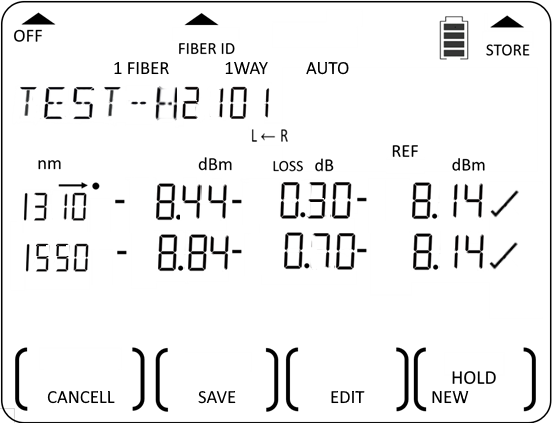 OFF
FIBER ID
STORE
1 FIBER 1WAY AUTO
TEST--H2101
L ← R
nm dBm LOSS dB REF dBm
1310 - 8.44- 0.30- 8.14 ✓
1550 - 8.84- 0.70- 8.14 ✓
CANCELL SAVE EDIT HOLD
NEW